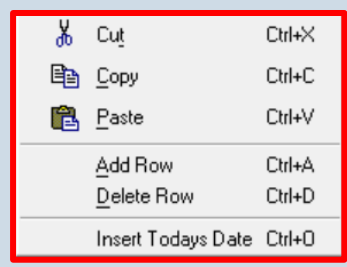 Cut Ctrl+X
Copy Ctrl+C
Paste Ctrl+V
Add Row Ctrl+A
Delete Row Ctrl+D
Insert Todays Date Ctrl+O